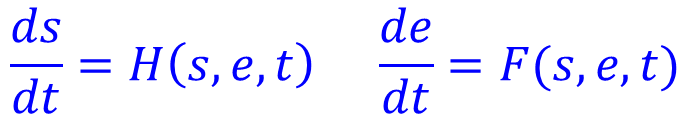 ds/dt = H(s, e, t)    de/dt = F(s, e, t)